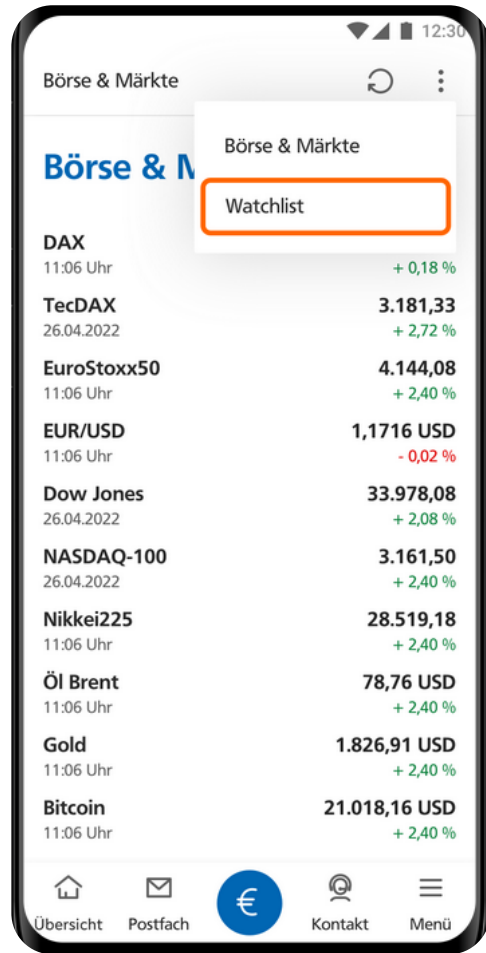 12:30
Börse & Märkte
Börse & Märkte
Watchlist
Börse & M
DAX
11:06 Uhr + 0,18 %
TecDAX 3.181,33
26.04.2022 + 2,72 %
EuroStoxx50 4.144,08
11:06 Uhr + 2,40 %
EUR/USD 1,1716 USD
11:06 Uhr - 0,02 %
Dow Jones 33.978,08
26.04.2022 + 2,08 %
NASDAQ-100 3.161,50
26.04.2022 + 2,40 %
Nikkei225 28.519,18
11:06 Uhr + 2,40 %
Öl Brent 78,76 USD
11:06 Uhr + 2,40 %
Gold 1.826,91 USD
11:06 Uhr + 2,40 %
Bitcoin 21.018,16 USD
11:06 Uhr + 2,40 %
€
Übersicht Postfach Kontakt Menü